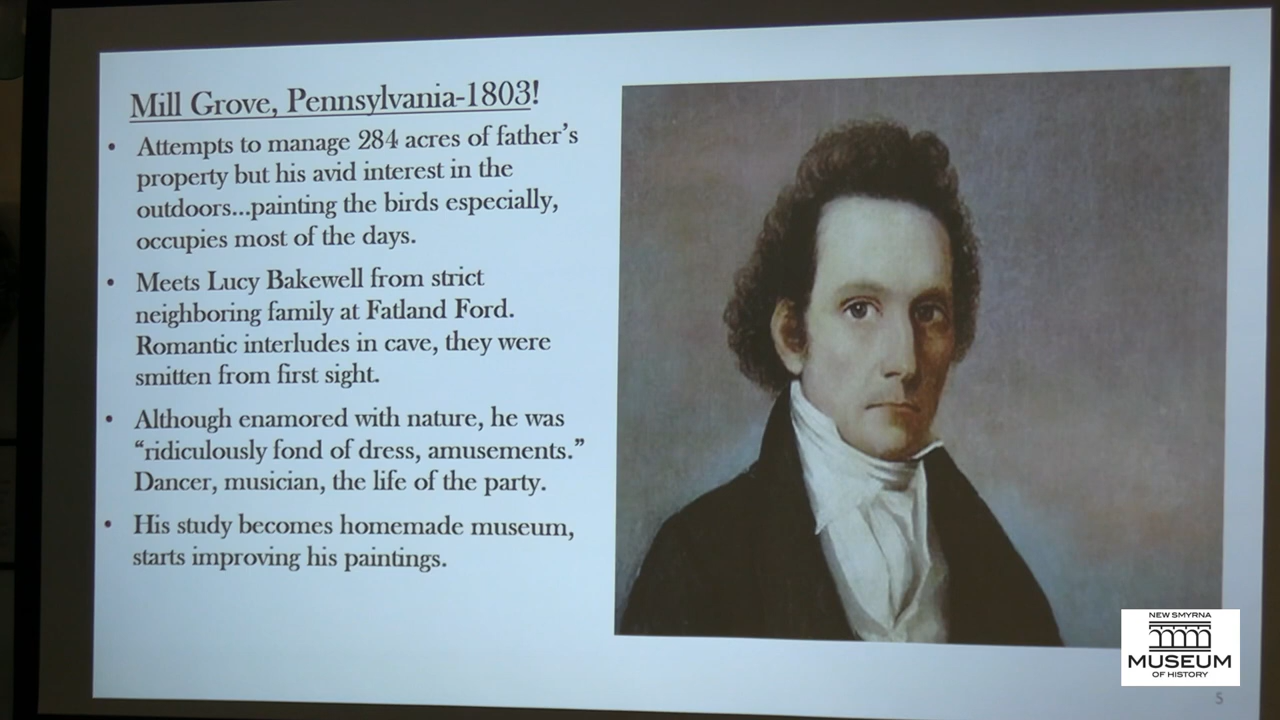 Mill Grove, Pennsylvania-1803!
• Attempts to manage 284 acres of father's
property but his avid interest in the
outdoors...painting the birds especially,
occupies most of the days.
• Meets Lucy Bakewell from strict
neighboring family at Fatland Ford.
Romantic interludes in cave, they were
smitten from first sight.
• Although enamored with nature, he was
“ridiculously fond of dress, amusements.”
Dancer, musician, the life of the party.
• His study becomes homemade museum,
starts improving his paintings.
NEW SMYRNA
MUSEUM
OF HISTORY
5